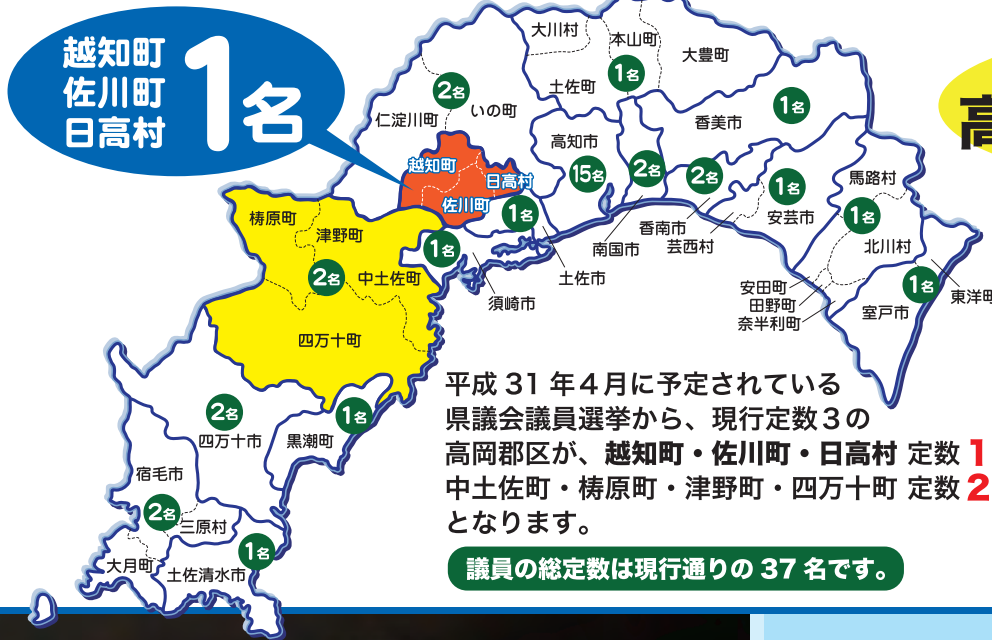 越知町
佐川町
日高村
1名
大川村
本山町
大豊町
土佐町
1名
2名
いの町
仁淀川町
1名
香美市
高知市
15名
2名
2名
1名
安芸市
馬路村
1名
北川村
越知町
日高村
佐川町
1名
1名
香南市
芸西村
南国市
土佐市
須崎市
安田町
田野町
奈半利町
1名
室戸市
東洋町
高
梼原町
津野町
2名
中土佐町
四万十町
2名
四万十市
1名
黒潮町
宿毛市
2名
三原村
大月町
1名
土佐清水市
平成 31 年４月に予定されている
県議会議員選挙から、現行定数３の
高岡郡区が、越知町・佐川町・日高村 定数 1
中土佐町・梼原町・津野町・四万十町 定数 2
となります。
議員の総定数は現行通りの 37 名です。